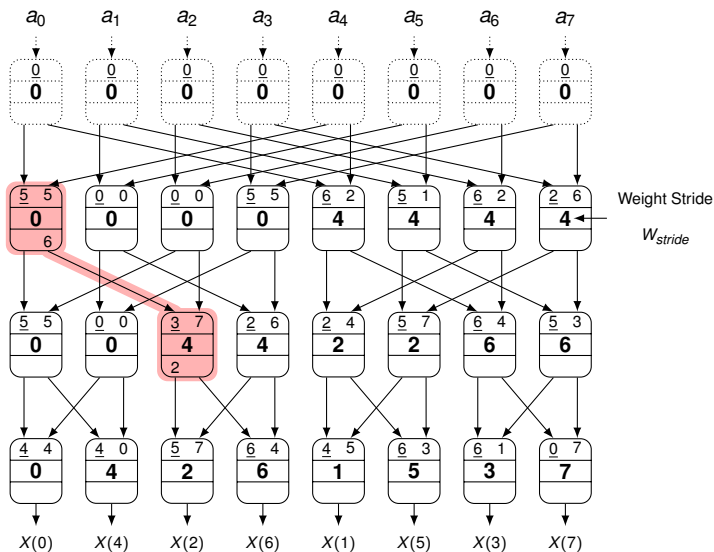 a0 a1 a2 a3 a4 a5 a6 a7
0 0 0 0 0 0 0 0
0 0 0 0 0 0 0 0
5 5 0 0 0 0 5 5 6 2 5 1 6 2 2 6
Weight Stride
0 0 0 0 4 4 4 4
Wstride
6
5 5 0 0 3 7 2 6 2 4 5 7 6 4 5 3
0 0 4 4 2 2 6 6
2
4 4 4 0 5 7 6 4 4 5 6 3 6 1 0 7
0 4 2 6 1 5 3 7
X(0) X(4) X(2) X(6) X(1) X(5) X(3) X(7)